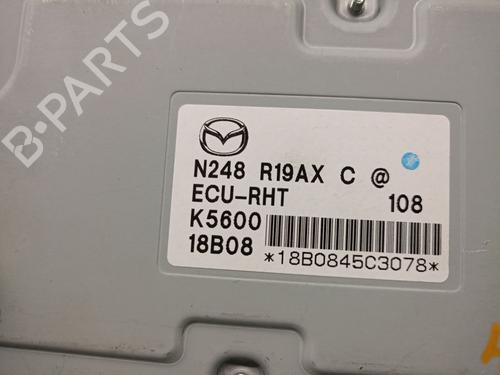 B-PARTS
N248 R19AX C @
ECU-RHT 108
K5600
18B08
*18B0845C3078*